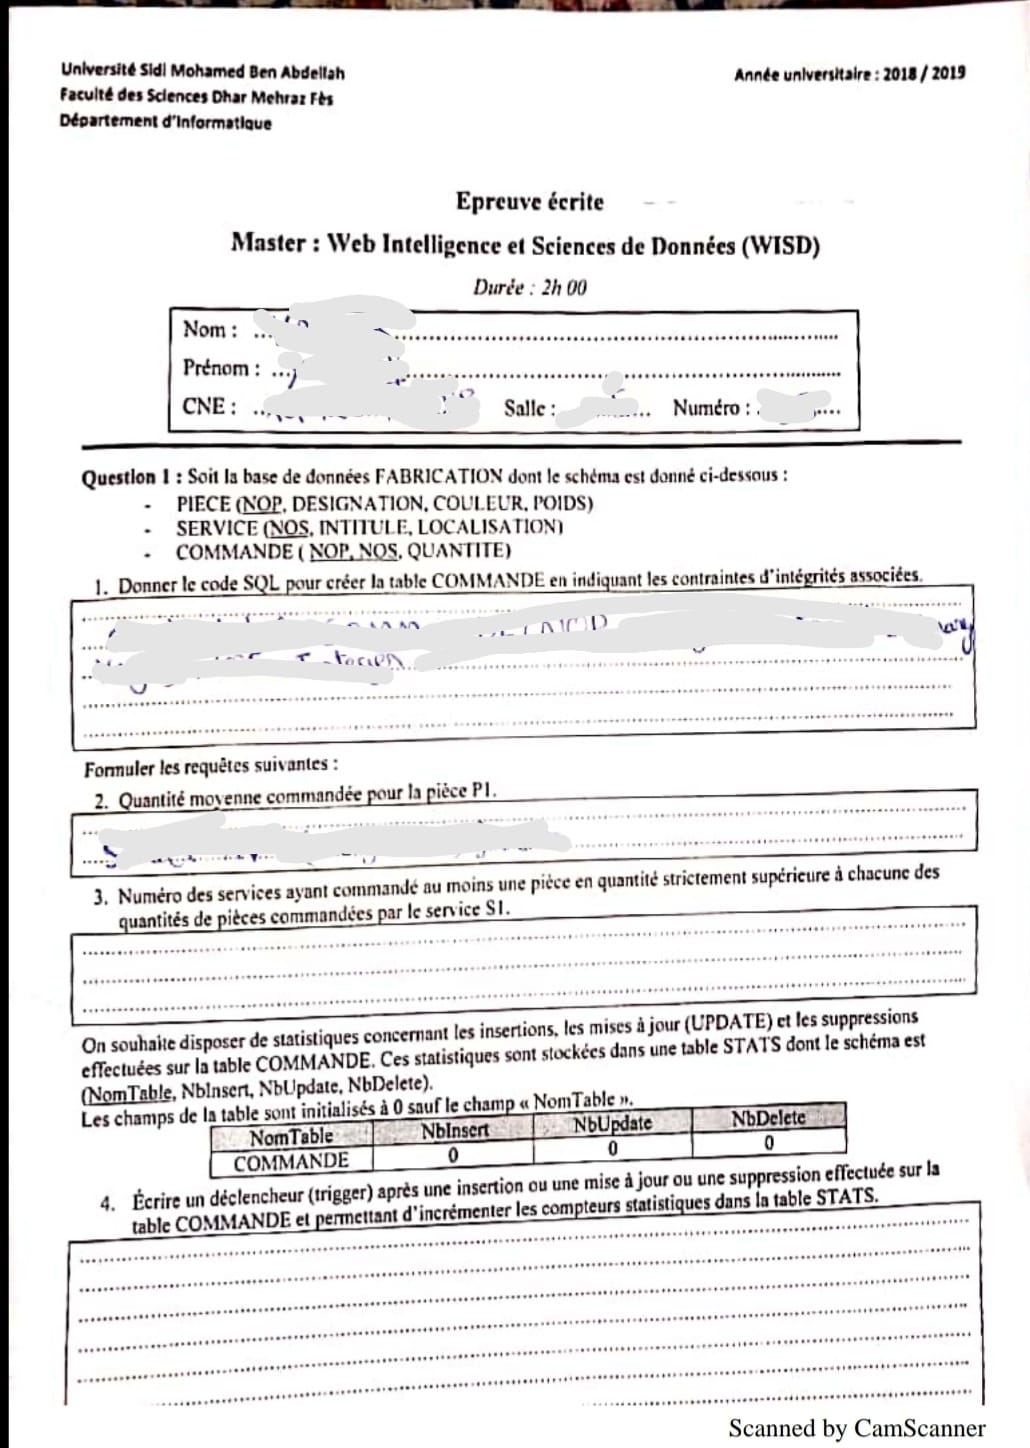 Université Sidi Mohamed Ben Abdellah
Année universitaire : 2018 / 2019
Faculté des Sciences Dhar Mehraz Fès
Département d'Informatique
Epreuve écrite
Master : Web Intelligence et Sciences de Données (WISD)
Durée : 2h 00
Nom :
Prénom :
CNE : Salle : Numéro :
Question 1 : Soit la base de données FABRICATION dont le schéma est donné ci-dessous :
- PIECE (NOP, DESIGNATION, COULEUR, POIDS)
- SERVICE (NOS, INTITULE, LOCALISATION)
- COMMANDE ( NOP, NOS, QUANTITE)
1. Donner le code SQL pour créer la table COMMANDE en indiquant les contraintes d'intégrités associées.
Formuler les requêtes suivantes :
2. Quantité moyenne commandée pour la pièce P1.
3. Numéro des services ayant commandé au moins une pièce en quantité strictement supérieure à chacune des
quantités de pièces commandées par le service S1.
On souhaite disposer de statistiques concernant les insertions, les mises à jour (UPDATE) et les suppressions
effectuées sur la table COMMANDE. Ces statistiques sont stockées dans une table STATS dont le schéma est
(NomTable, NbInsert, NbUpdate, NbDelete).
Les champs de la table sont initialisés à 0 sauf le champ « NomTable ».
NomTable NbInsert NbUpdate NbDelete
COMMANDE 0 0 0
4. Écrire un déclencheur (trigger) après une insertion ou une mise à jour ou une suppression effectuée sur la
table COMMANDE et permettant d'incrémenter les compteurs statistiques dans la table STATS.
Scanned by CamScanner